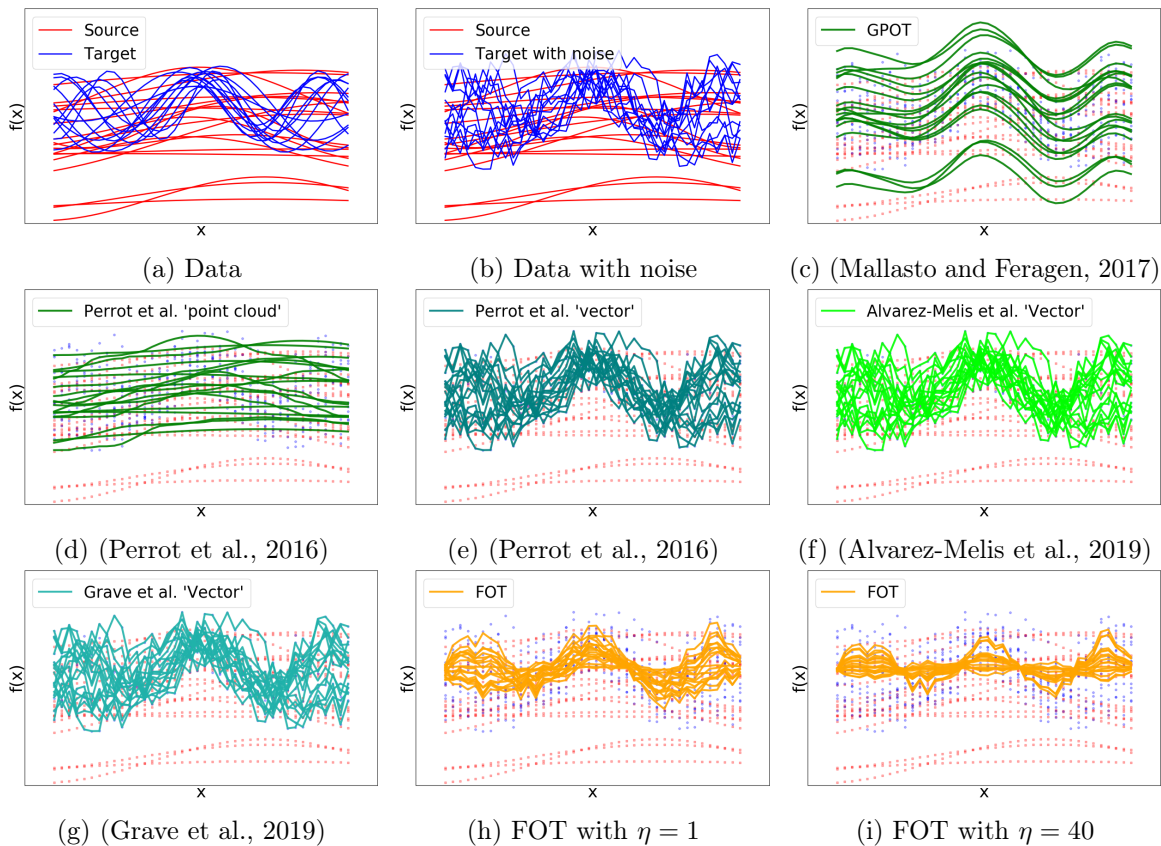 Source
Target
f(x)
x
(a) Data
Source
Target with noise
f(x)
x
(b) Data with noise
GPOT
f(x)
x
(c) (Mallasto and Feragen, 2017)
Perrot et al. 'point cloud'
f(x)
x
(d) (Perrot et al., 2016)
Perrot et al. 'vector'
f(x)
x
(e) (Perrot et al., 2016)
Alvarez-Melis et al. 'Vector'
f(x)
x
(f) (Alvarez-Melis et al., 2019)
Grave et al. 'Vector'
f(x)
x
(g) (Grave et al., 2019)
FOT
f(x)
x
(h) FOT with η = 1
FOT
f(x)
x
(i) FOT with η = 40